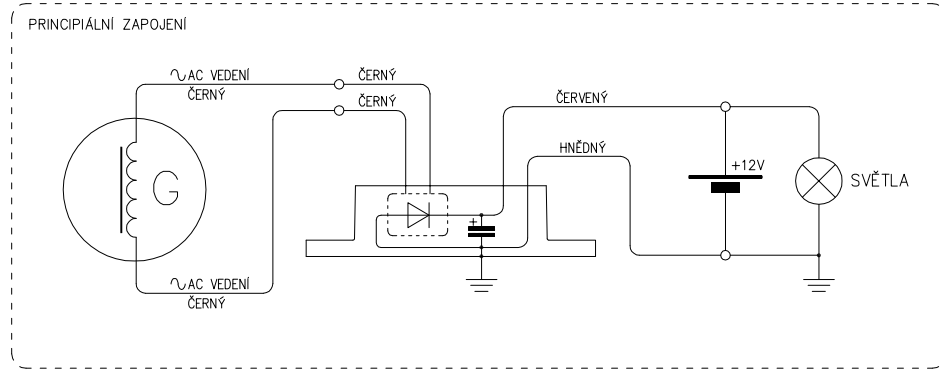 PRINCIPIÁLNÍ ZAPOJENÍ
AC VEDENÍ
ČERNÝ
ČERNÝ
ČERNÝ
ČERVENÝ
HNĚDNÝ
+12V
SVĚTLA
G
+
AC VEDENÍ
ČERNÝ